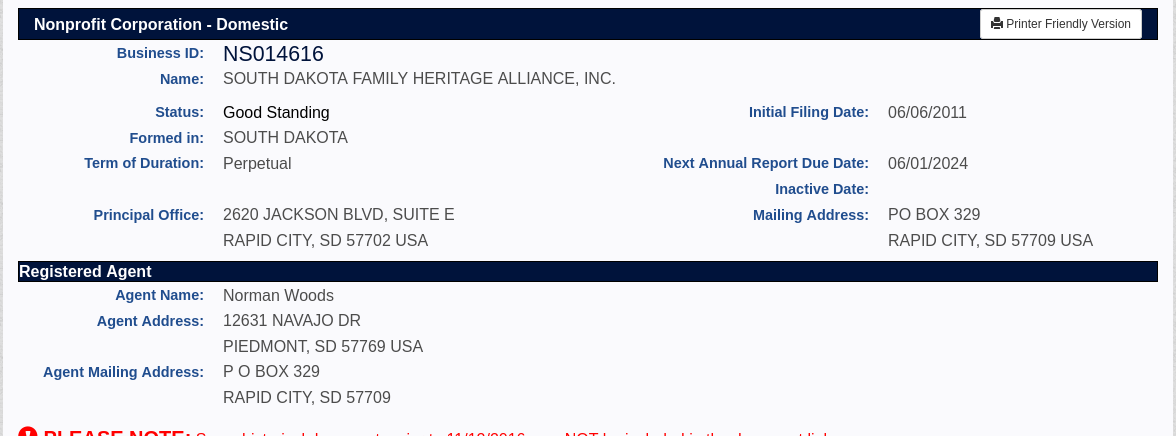 Nonprofit Corporation - Domestic
Printer Friendly Version
Business ID: NS014616
Name: SOUTH DAKOTA FAMILY HERITAGE ALLIANCE, INC.
Status: Good Standing Initial Filing Date: 06/06/2011
Formed in: SOUTH DAKOTA
Term of Duration: Perpetual Next Annual Report Due Date: 06/01/2024
Inactive Date:
Principal Office: 2620 JACKSON BLVD, SUITE E Mailing Address: PO BOX 329
RAPID CITY, SD 57702 USA RAPID CITY, SD 57709 USA
Registered Agent
Agent Name: Norman Woods
Agent Address: 12631 NAVAJO DR
PIEDMONT, SD 57769 USA
Agent Mailing Address: P O BOX 329
RAPID CITY, SD 57709
PLEASE NOTE: